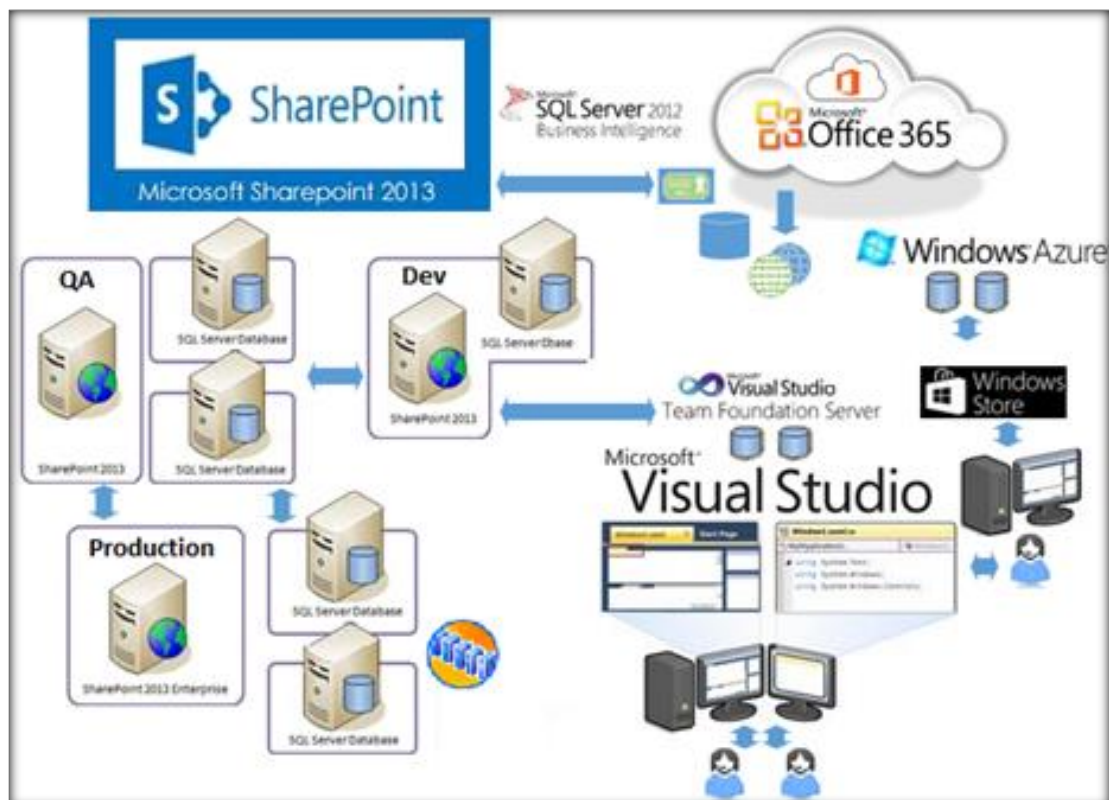 S SharePoint
Microsoft Sharepoint 2013
Microsoft
SQL Server 2012
Business Intelligence
Microsoft
Office 365
Windows Azure
QA
SQL Server Database
Dev
SQL Server Dbase
SharePoint 2013
SQL Server Database
SharePoint 2013
Visual Studio
Team Foundation Server
Windows
Store
Microsoft
Visual Studio
Start Page
using System.Windows;
Production
SharePoint 2013 Enterprise
SQL Server Database
SQL Server Database